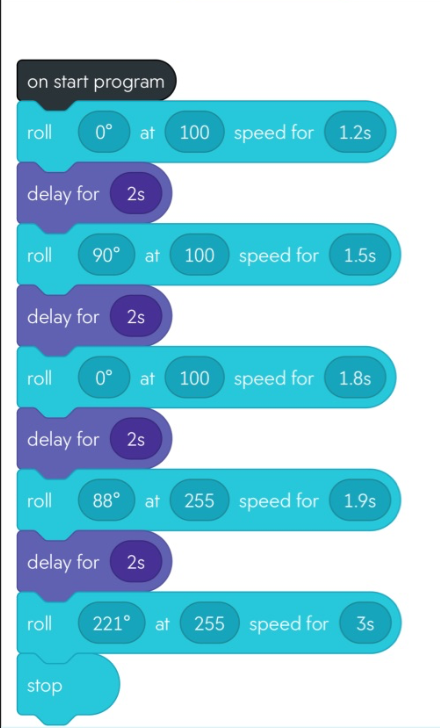 on start program
roll 0° at 100 speed for 1.2s
delay for 2s
roll 90° at 100 speed for 1.5s
delay for 2s
roll 0° at 100 speed for 1.8s
delay for 2s
roll 88° at 255 speed for 1.9s
delay for 2s
roll 221° at 255 speed for 3s
stop